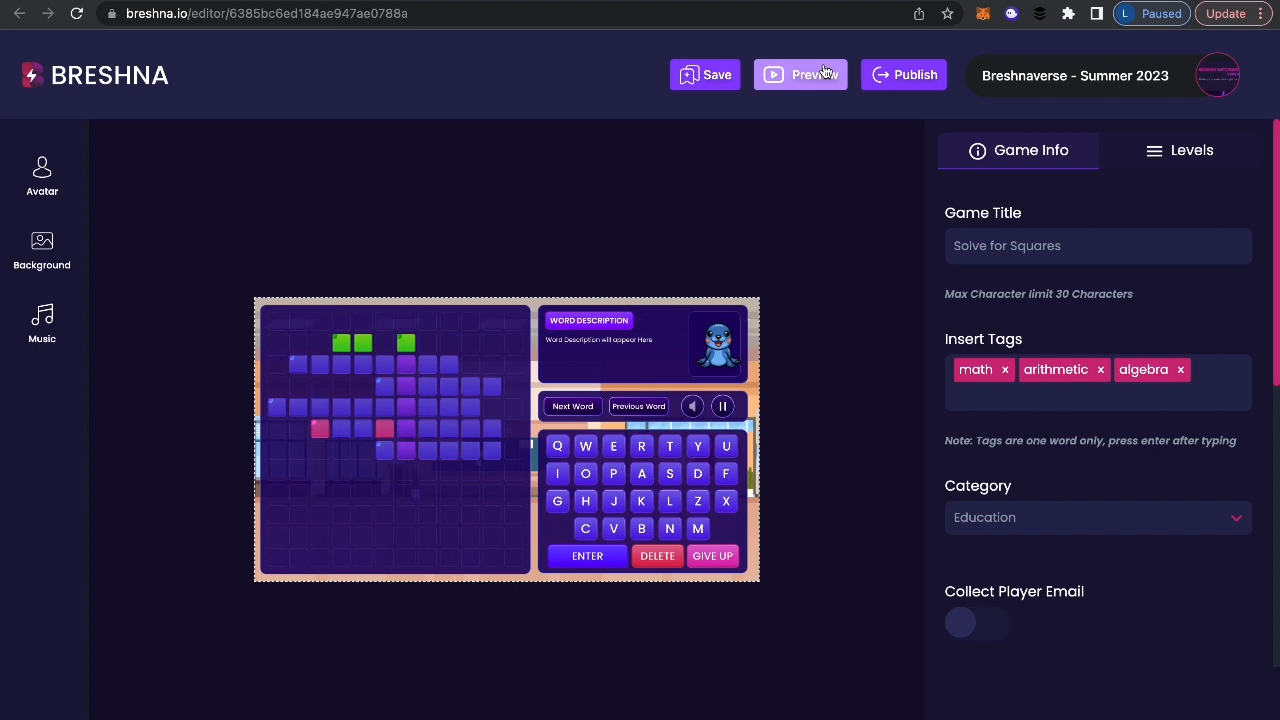 breshna.io/editor/6385bc6ed184ae947ae0788a
L Paused
Update
BRESHNA
Save
Preview
Publish
Breshnaverse - Summer 2023
Avatar
Background
Music
WORD DESCRIPTION
Word Description will appear Here
Next Word
Previous Word
Q W E R T Y U
I O P A S D F
G H J K L Z X
C V B N M
ENTER DELETE GIVE UP
Game Info
Levels
Game Title
Solve for Squares
Max Character limit 30 Characters
Insert Tags
math × arithmetic × algebra ×
Note: Tags are one word only, press enter after typing
Category
Education
Collect Player Email